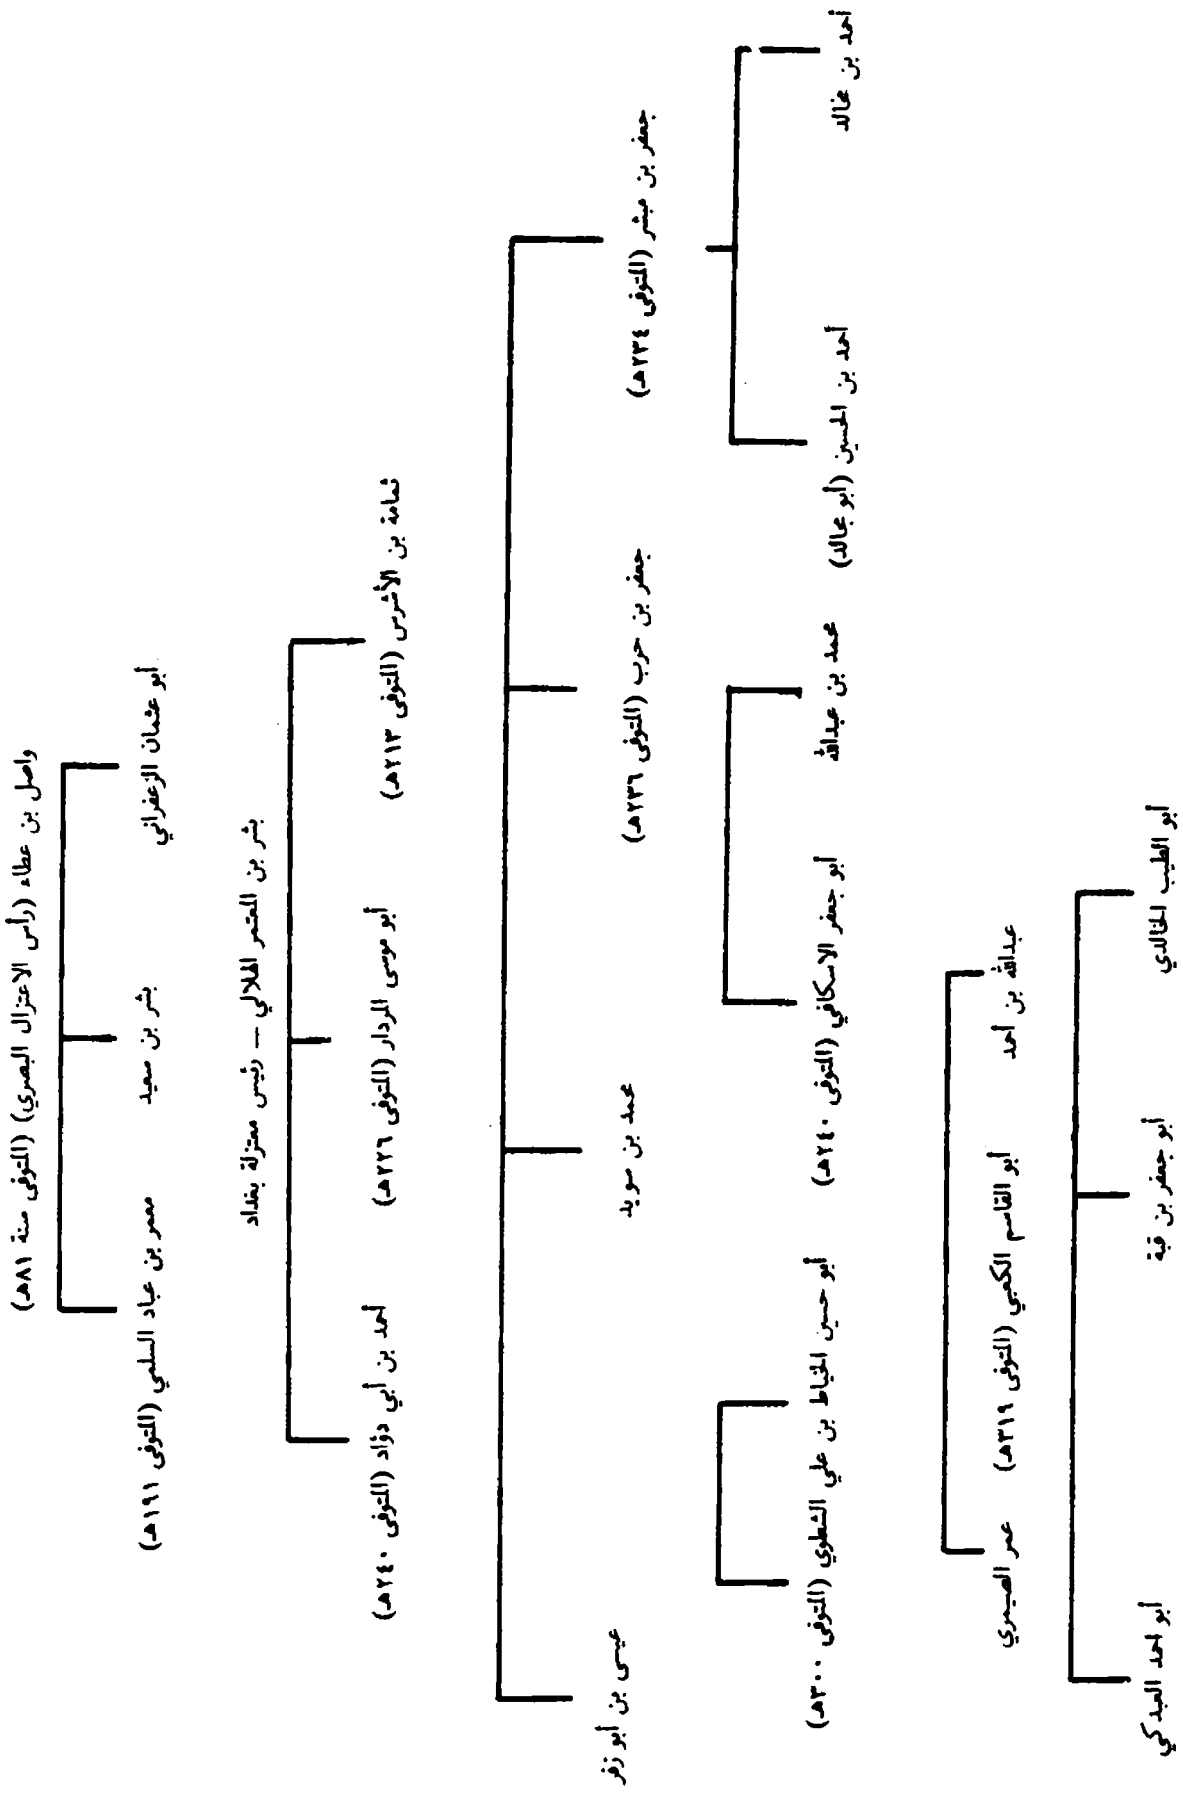 واصل بن عطاء (رأس الاعتزال البصري) (المتوفى سنة ١٨١هـ)
أبو عثمان الزعفراني
بشر بن سعيد
معمر بن عباد السلمي (المتوفى ١٩١هـ)
بشر بن المعتمر الهلالي — رئيس معتزلة بغداد
ثمامة بن الأشرس (المتوفى ٢١٣هـ)
أبو موسى المردار (المتوفى ٢٢٦هـ)
أحمد بن أبي دؤاد (المتوفى ٢٤٠هـ)
جعفر بن مبشر (المتوفى ٢٣٤هـ)
جعفر بن حرب (المتوفى ٢٣٦هـ)
محمد بن سويد
عيسى بن أبو زفر
أحمد بن خالد
أحمد بن الحسين (أبو مجالد)
محمد بن عبدالله
أبو جعفر الاسكافي (المتوفى ٢٤٠هـ)
أبو حسين الخياط بن علي الشطوي (المتوفى ٣٠٠هـ)
عبدالله بن أحمد
أبو القاسم الكعبي (المتوفى ٣١٩هـ)
عمر الصيمري
أبو الطيب الخالدي
أبو جعفر بن قبة
أبو احمد العبدكي